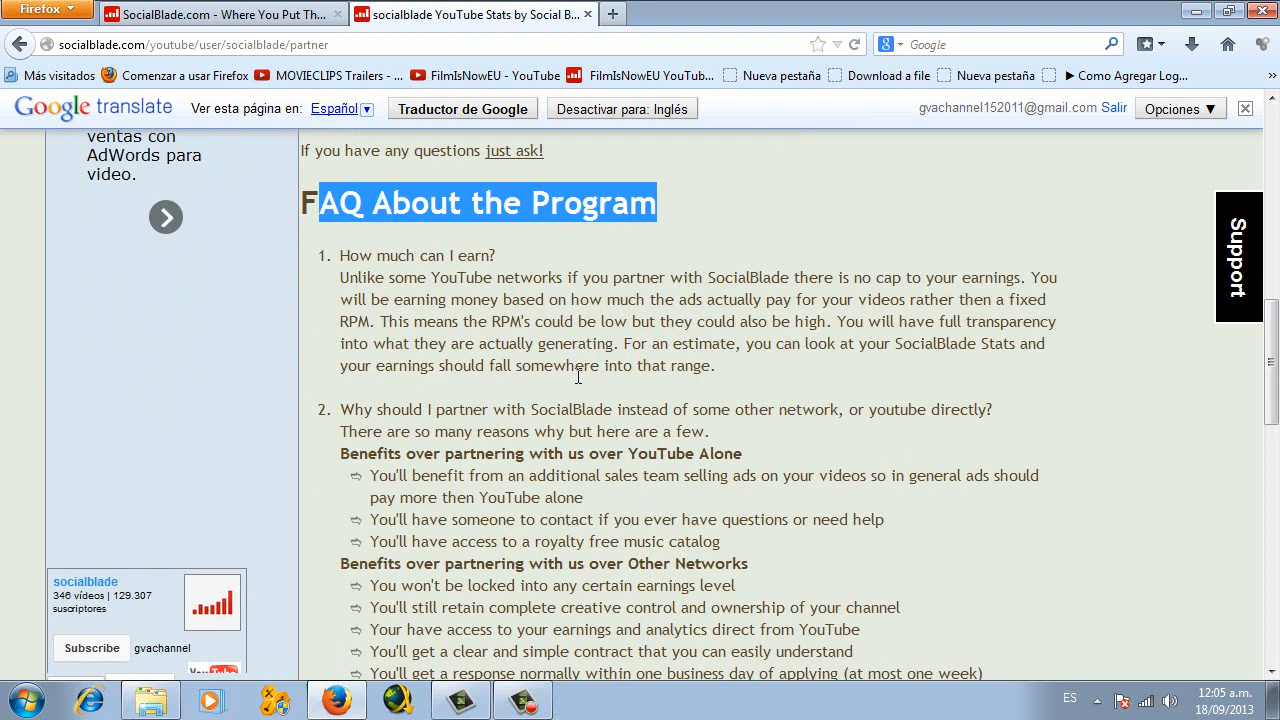 Firefox
SocialBlade.com - Where You Put Th...
socialblade YouTube Stats by Social B...
socialblade.com/youtube/user/socialblade/partner
Google
Más visitados
Comenzar a usar Firefox
MOVIECLIPS Trailers - ...
FilmIsNowEU - YouTube
FilmIsNowEU YouTub...
Nueva pestaña
Download a file
Nueva pestaña
Como Agregar Log...
Google translate
Ver esta página en:
Español
Traductor de Google
Desactivar para: Inglés
gvachannel152011@gmail.com
Salir
Opciones ▼
ventas con
AdWords para
video.
If you have any questions just ask!
FAQ About the Program
1. How much can I earn?
Unlike some YouTube networks if you partner with SocialBlade there is no cap to your earnings. You
will be earning money based on how much the ads actually pay for your videos rather then a fixed
RPM. This means the RPM's could be low but they could also be high. You will have full transparency
into what they are actually generating. For an estimate, you can look at your SocialBlade Stats and
your earnings should fall somewhere into that range.
2. Why should I partner with SocialBlade instead of some other network, or youtube directly?
There are so many reasons why but here are a few.
Benefits over partnering with us over YouTube Alone
You'll benefit from an additional sales team selling ads on your videos so in general ads should
pay more then YouTube alone
You'll have someone to contact if you ever have questions or need help
You'll have access to a royalty free music catalog
Benefits over partnering with us over Other Networks
You won't be locked into any certain earnings level
You'll still retain complete creative control and ownership of your channel
Your have access to your earnings and analytics direct from YouTube
You'll get a clear and simple contract that you can easily understand
You'll get a response normally within one business day of applying (at most one week)
Support
socialblade
346 vídeos | 129.307
suscriptores
Subscribe
gvachannel
ES
12:05 a.m.
18/09/2013